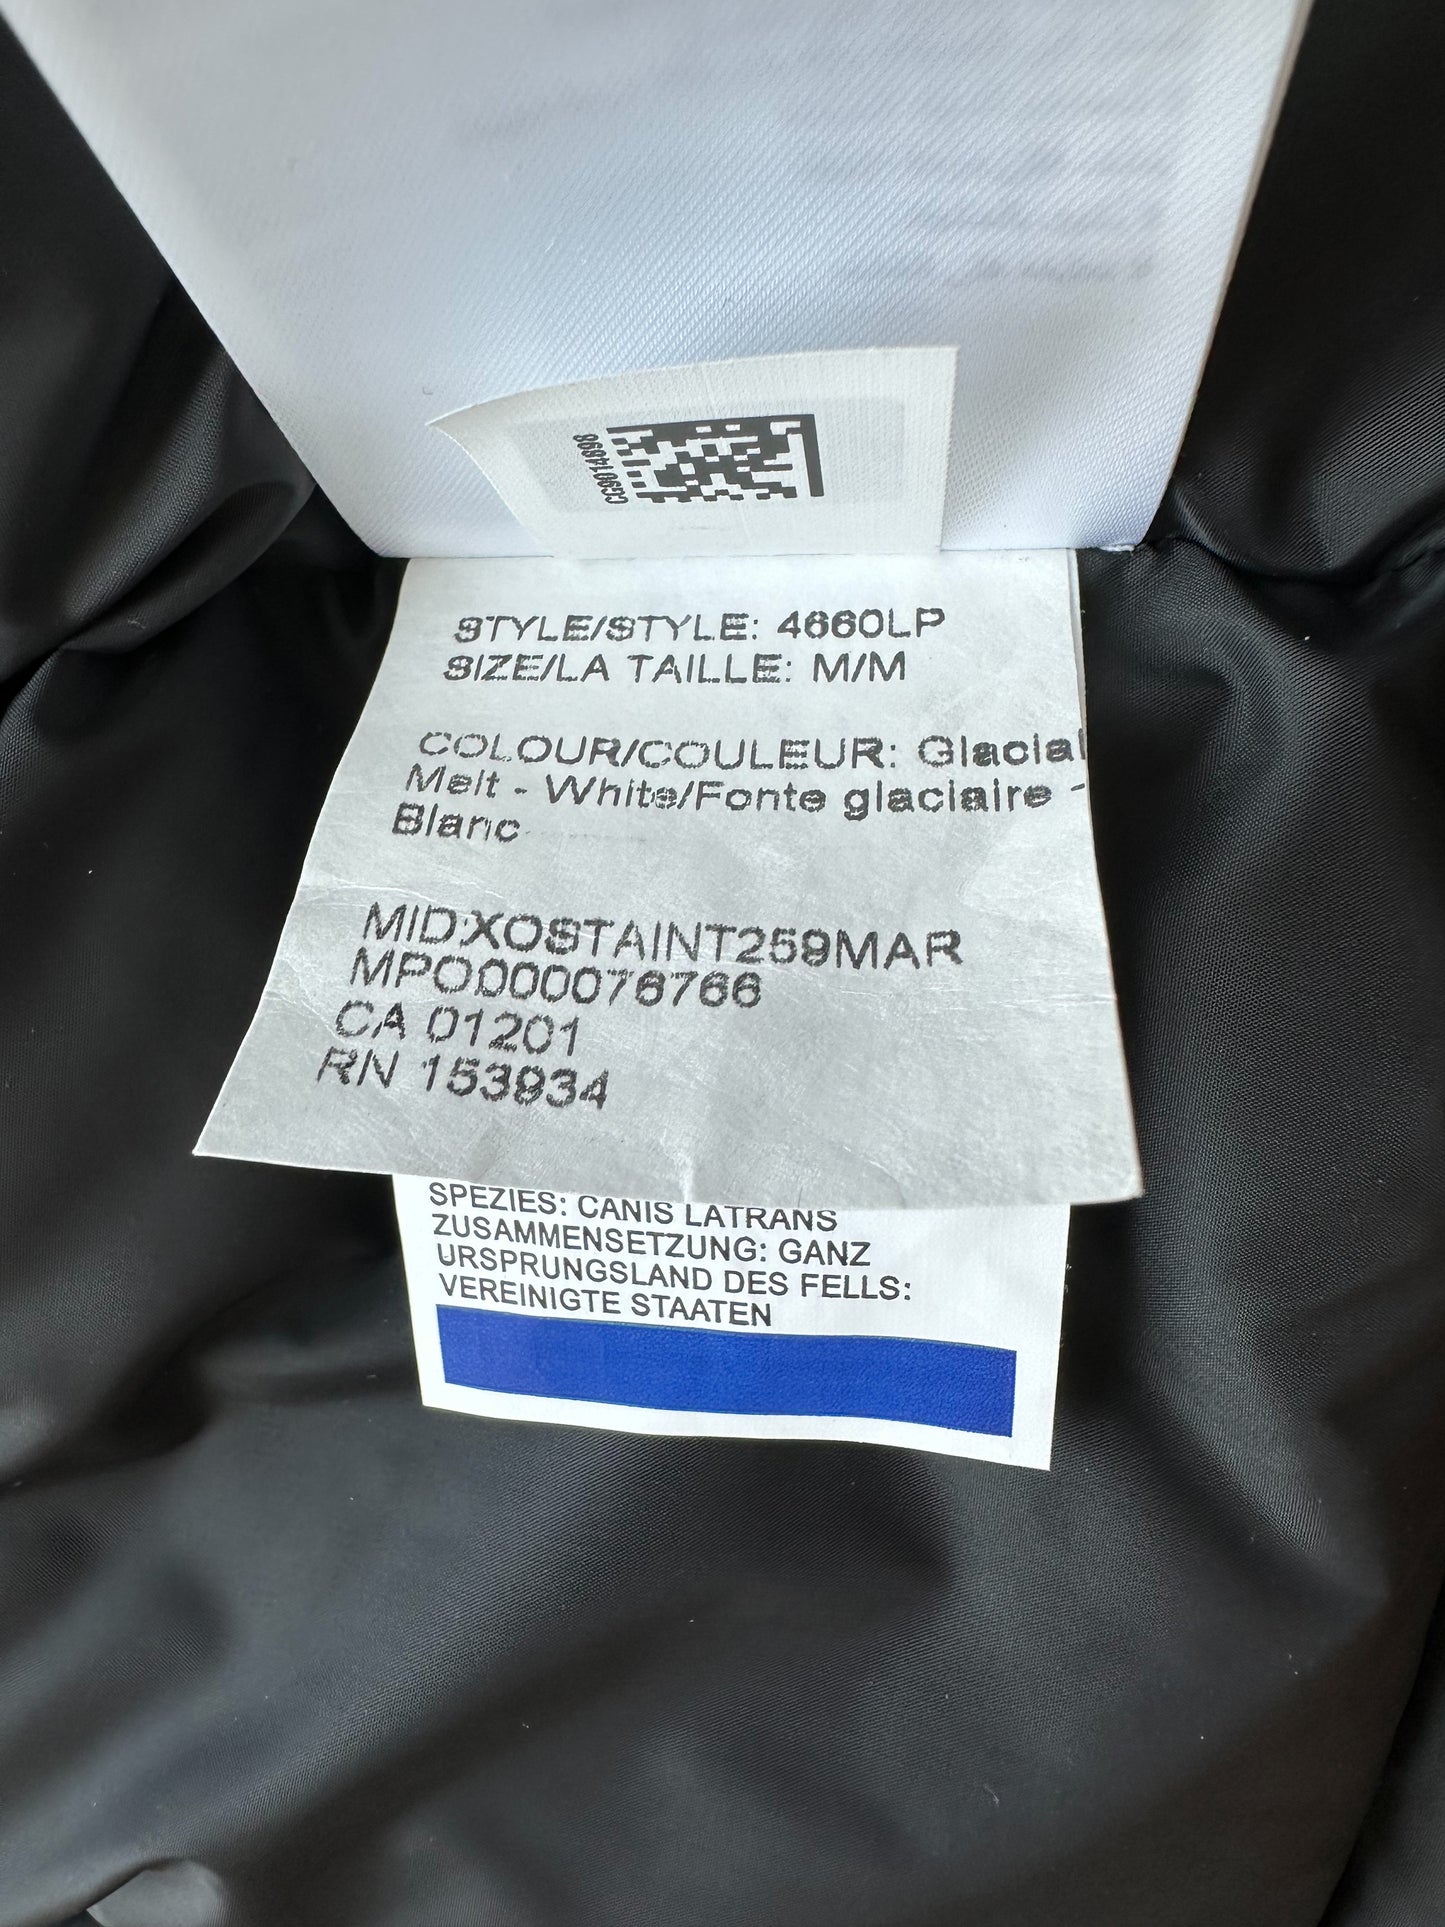 CG9014898
STYLE/STYLE: 4660LP
SIZE/LA TAILLE: M/M
COLOUR/COULEUR: Glacial
Melt - White/Fonte glaciaire -
Blanc
MID:XOSTAINT259MAR
MPO000076766
CA 01201
RN 153934
SPEZIES: CANIS LATRANS
ZUSAMMENSETZUNG: GANZ
URSPRUNGSLAND DES FELLS:
VEREINIGTE STAATEN